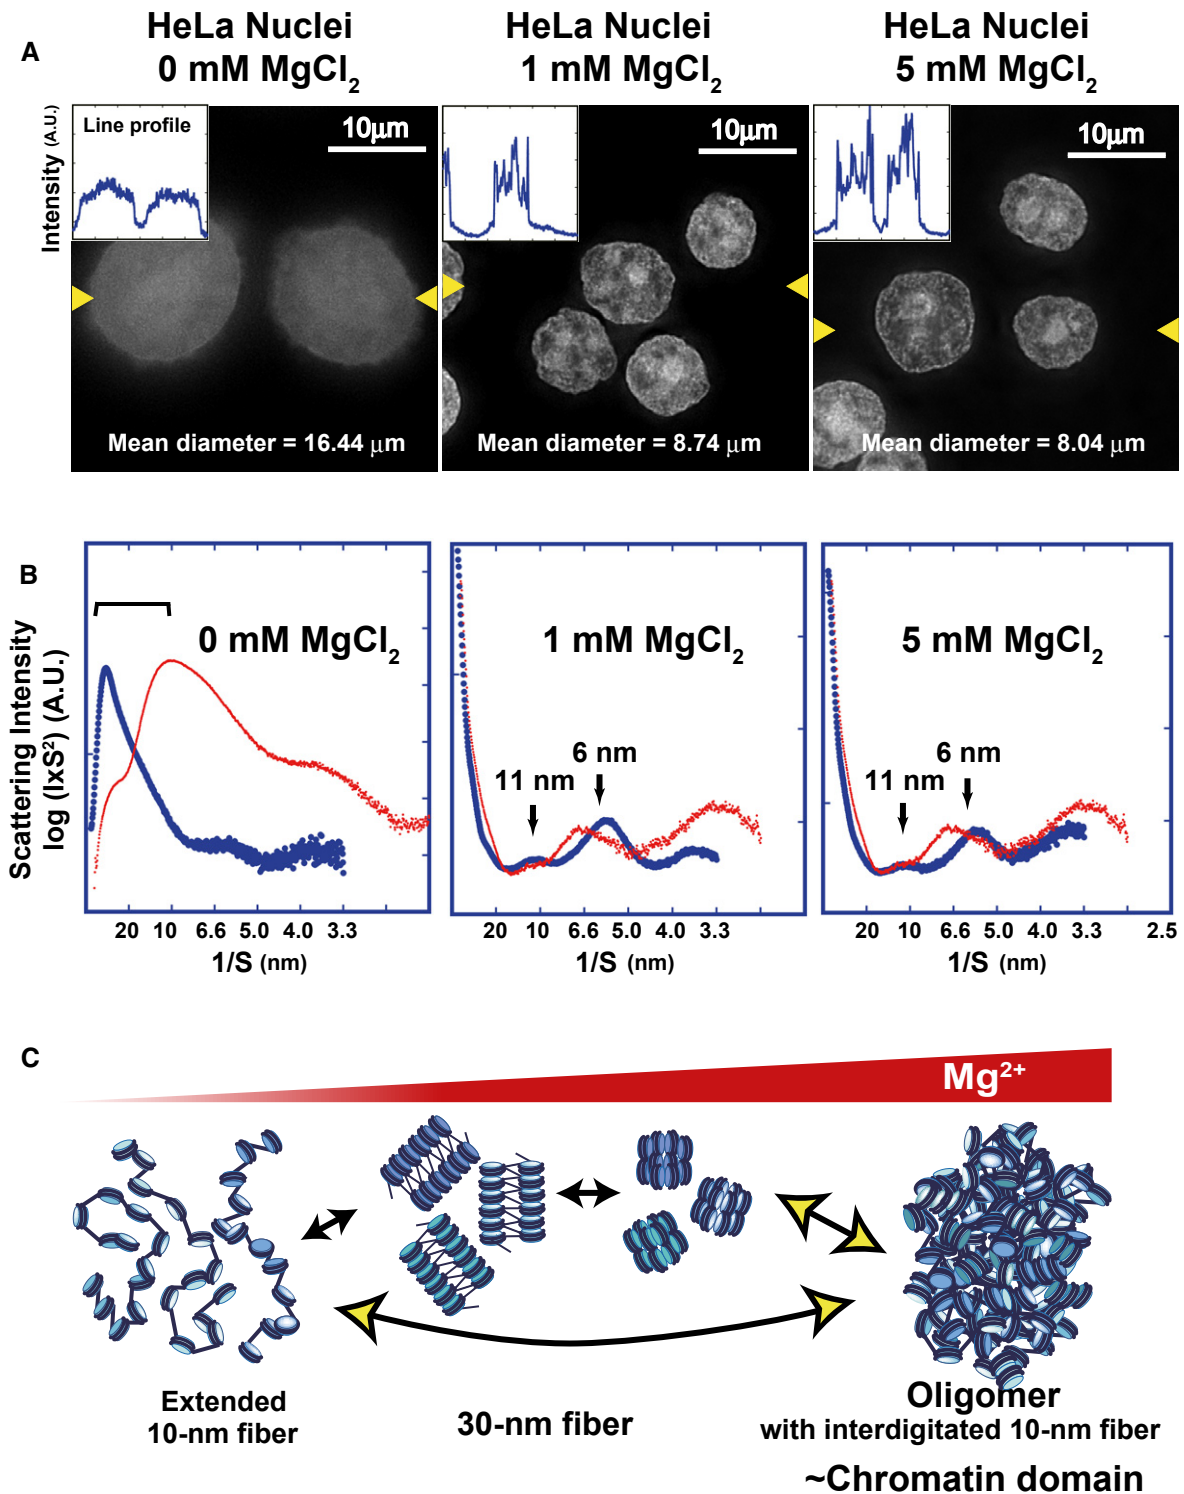 A
HeLa Nuclei
0 mM MgCl2
HeLa Nuclei
1 mM MgCl2
HeLa Nuclei
5 mM MgCl2
Intensity (A.U.)
Line profile
10μm
10μm
10μm
Mean diameter = 16.44 μm
Mean diameter = 8.74 μm
Mean diameter = 8.04 μm
B
Scattering Intensity
log (IxS²) (A.U.)
0 mM MgCl2
1 mM MgCl2
5 mM MgCl2
11 nm
6 nm
11 nm
6 nm
20 10 6.6 5.0 4.0 3.3
20 10 6.6 5.0 4.0 3.3
20 10 6.6 5.0 4.0 3.3 2.5
1/S (nm)
1/S (nm)
1/S (nm)
C
Mg²⁺
Extended
10-nm fiber
30-nm fiber
Oligomer
with interdigitated 10-nm fiber
~Chromatin domain